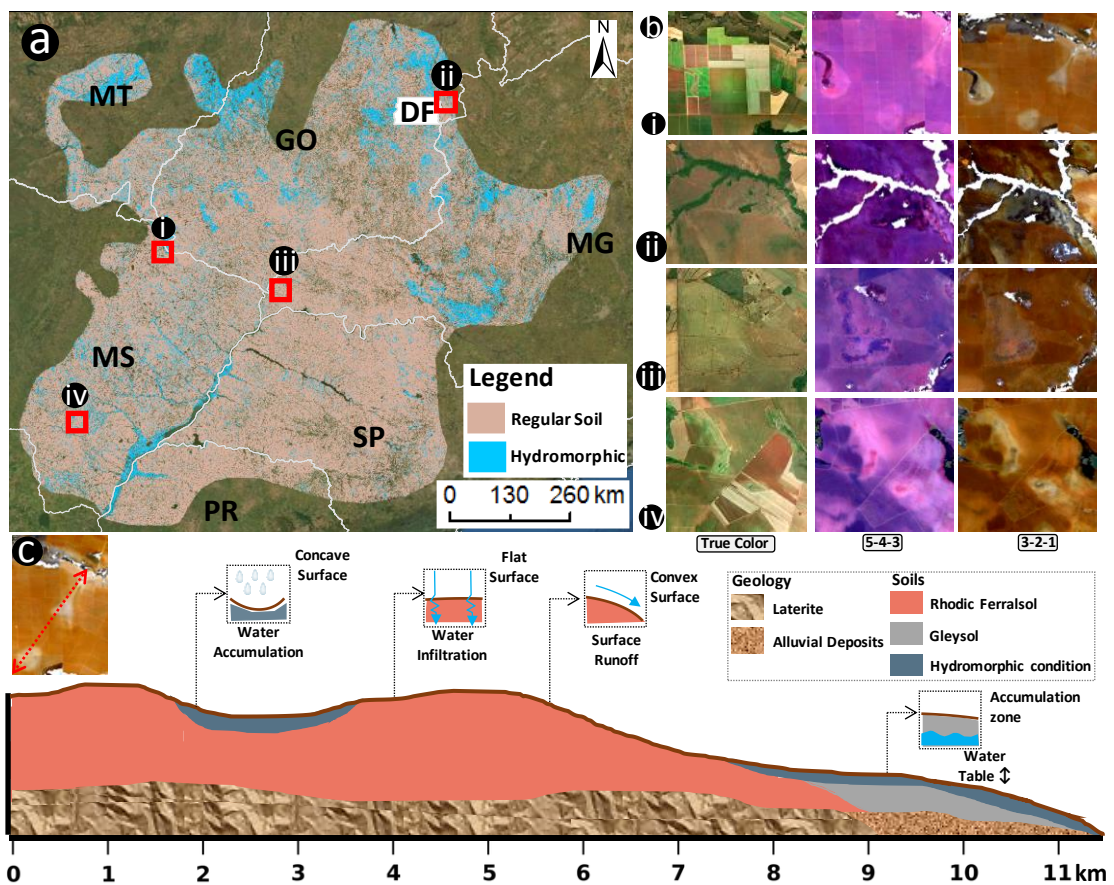 a
MT
GO
DF
ii
N
MG
i
iii
MS
iv
SP
PR
Legend
Regular Soil
Hydromorphic
0 130 260 km
b
i
ii
iii
iv
True Color
5-4-3
3-2-1
c
Concave
Surface
Water
Accumulation
Flat
Surface
Water
Infiltration
Convex
Surface
Surface
Runoff
Geology
Laterite
Alluvial Deposits
Soils
Rhodic Ferralsol
Gleysol
Hydromorphic condition
Accumulation
zone
Water
Table ↕
0 1 2 3 4 5 6 7 8 9 10 11 km